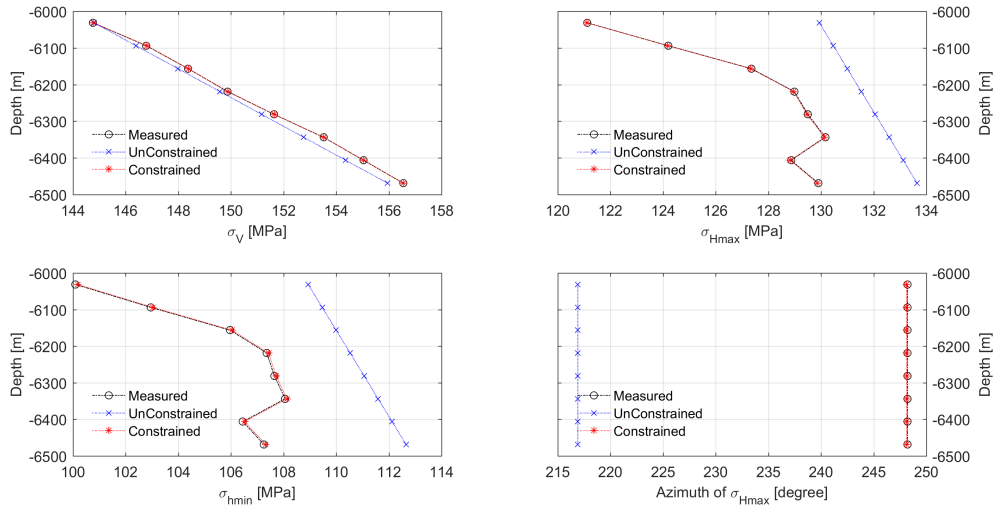 -6000
-6100
-6200
-6300
-6400
-6500
Depth [m]
Measured
UnConstrained
Constrained
144 146 148 150 152 154 156 158
σV [MPa]
-6000
-6100
-6200
-6300
-6400
-6500
Depth [m]
Measured
UnConstrained
Constrained
120 122 124 126 128 130 132 134
σHmax [MPa]
-6000
-6100
-6200
-6300
-6400
-6500
Depth [m]
Measured
UnConstrained
Constrained
100 102 104 106 108 110 112 114
σhmin [MPa]
-6000
-6100
-6200
-6300
-6400
-6500
Depth [m]
Measured
UnConstrained
Constrained
215 220 225 230 235 240 245 250
Azimuth of σHmax [degree]